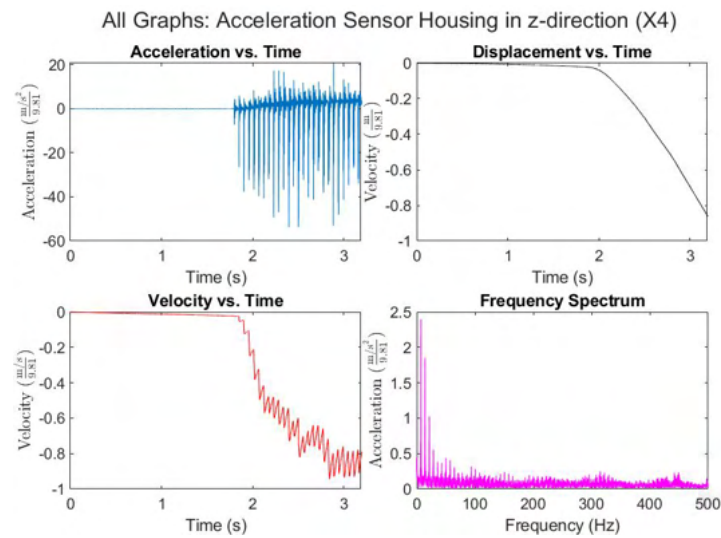 All Graphs: Acceleration Sensor Housing in z-direction (X4)
Acceleration vs. Time
20
0
-20
-40
-60
Acceleration (m/s²/9.81)
0 1 2 3
Time (s)
Displacement vs. Time
0
-0.2
-0.4
-0.6
-0.8
-1
Velocity (m/9.81)
0 1 2 3
Time (s)
Velocity vs. Time
0
-0.2
-0.4
-0.6
-0.8
-1
Velocity (m/s/9.81)
0 1 2 3
Time (s)
Frequency Spectrum
2.5
2
1.5
1
0.5
0
Acceleration (m/s²/9.81)
0 100 200 300 400 500
Frequency (Hz)